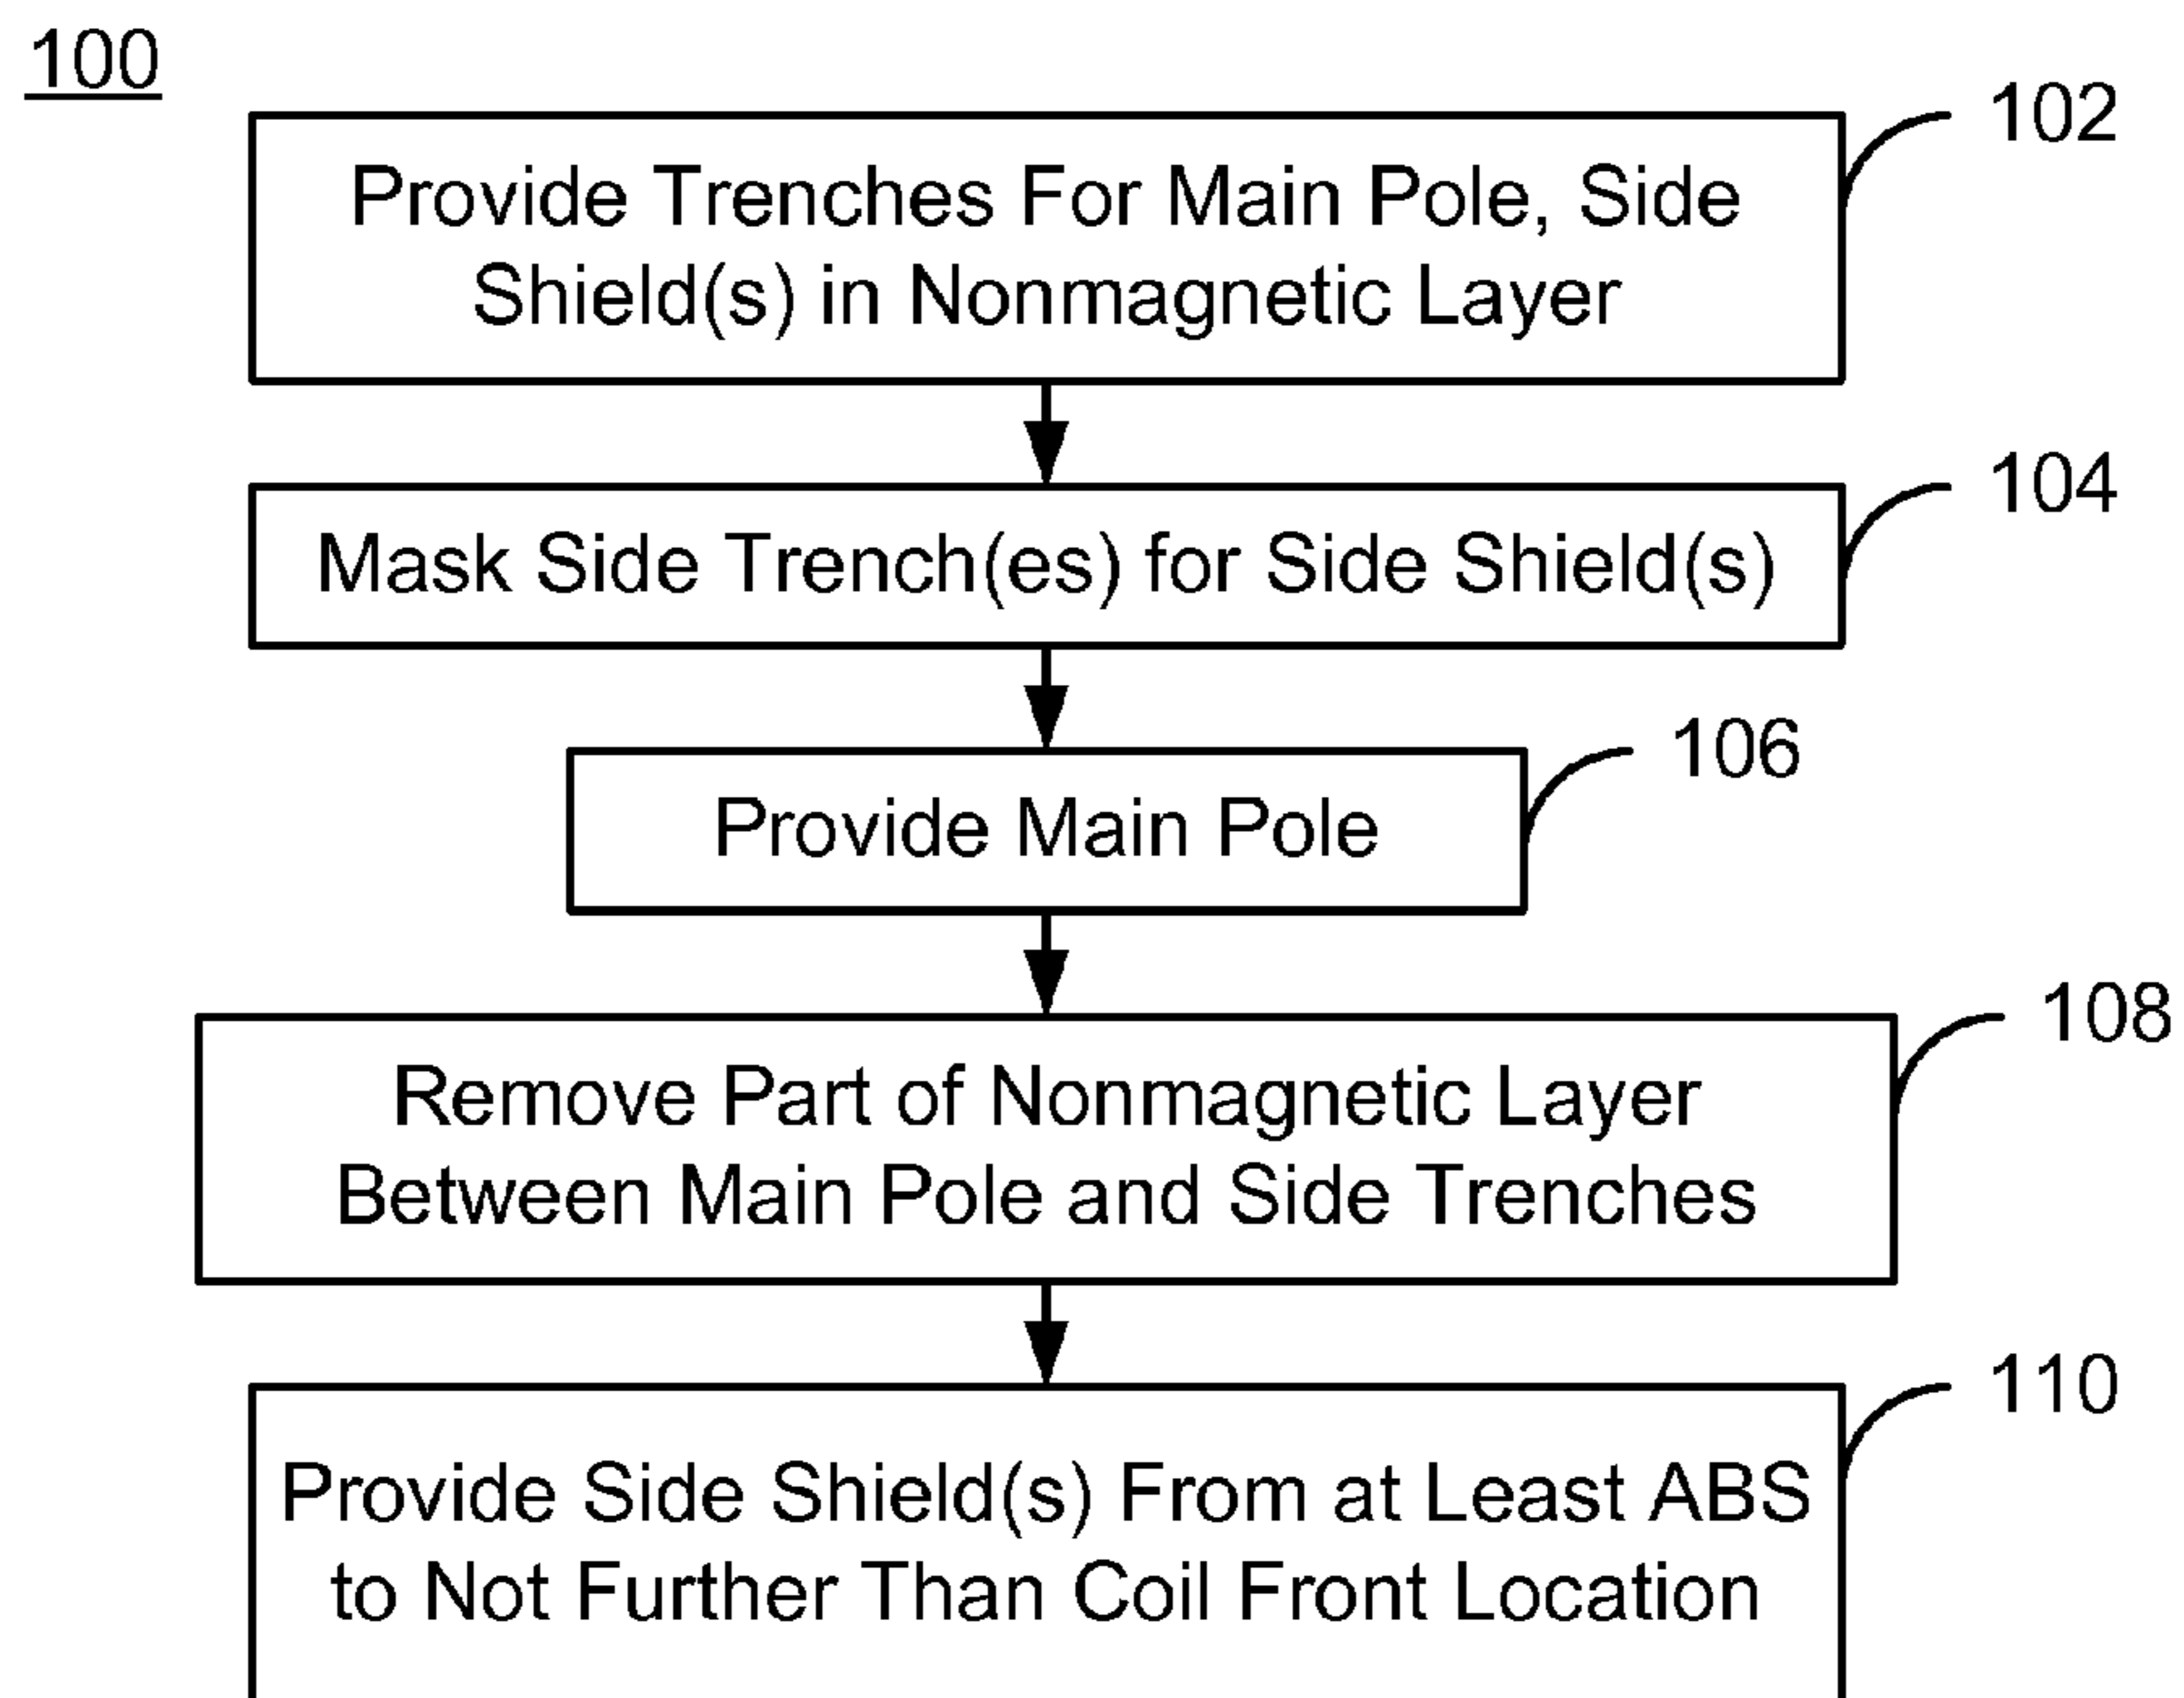 100
102
Provide Trenches For Main Pole, Side
Shield(s) in Nonmagnetic Layer
104
Mask Side Trench(es) for Side Shield(s)
106
Provide Main Pole
108
Remove Part of Nonmagnetic Layer
Between Main Pole and Side Trenches
110
Provide Side Shield(s) From at Least ABS
to Not Further Than Coil Front Location